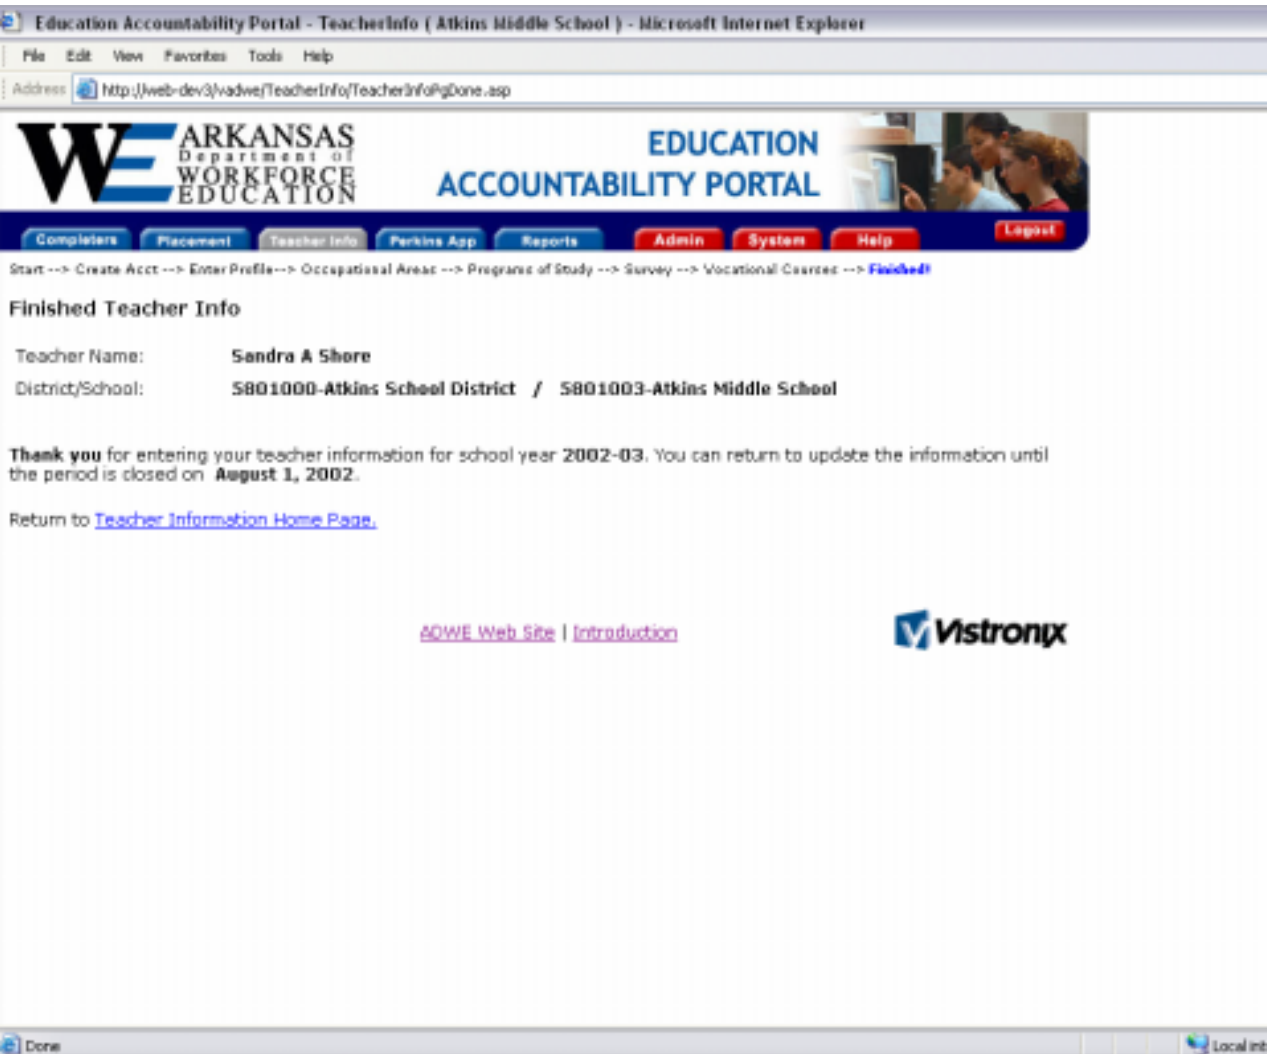 Education Accountability Portal - TeacherInfo ( Atkins Middle School ) - Microsoft Internet Explorer
File Edit View Favorites Tools Help
Address http://web-dev3/vadwe/TeacherInfo/TeacherInfoPgDone.asp
WE ARKANSAS
Department of
WORKFORCE
EDUCATION
EDUCATION
ACCOUNTABILITY PORTAL
Completers Placement Teacher Info Perkins App Reports Admin System Help Logout
Start --> Create Acct --> Enter Profile--> Occupational Areas --> Programs of Study --> Survey --> Vocational Courses --> Finished!
Finished Teacher Info
Teacher Name: Sandra A Shore
District/School: 5801000-Atkins School District / 5801003-Atkins Middle School
Thank you for entering your teacher information for school year 2002-03. You can return to update the information until
the period is closed on August 1, 2002.
Return to Teacher Information Home Page.
ADWE Web Site | Introduction
Vistronix
Done Local int